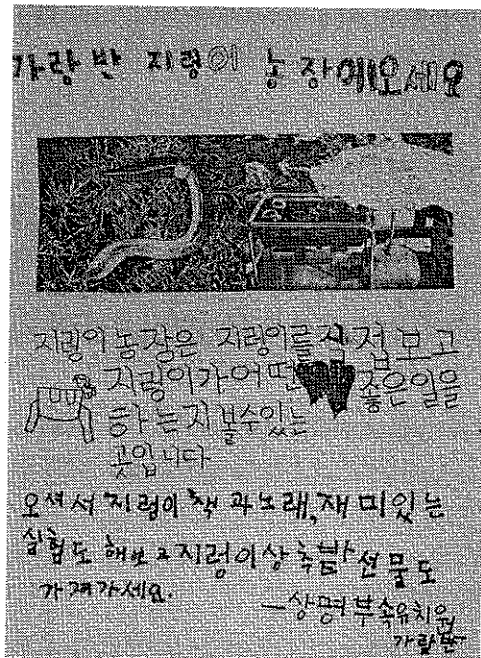 가랑반 지렁이 농장에오세요
지렁이 농장은 지렁이를 직접 보고
지렁이가 어떤 좋은일을
하는지 볼수있는
곳입니다
오셔서 지렁이 책과노래, 재미있는
실험도 해보고 지렁이상추밭 선물도
가져가세요.
부속유치원
가랑반